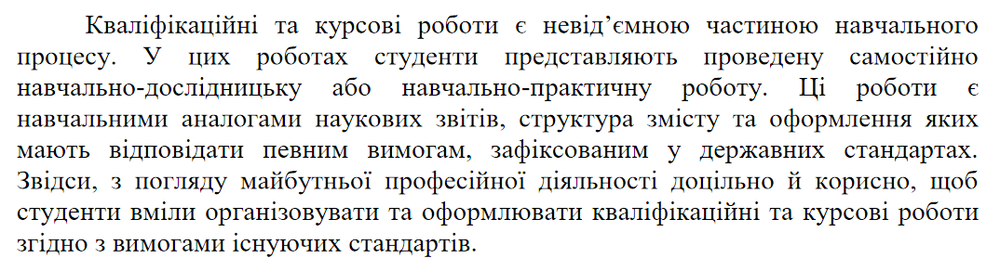 Кваліфікаційні та курсові роботи є невід’ємною частиною навчального
процесу. У цих роботах студенти представляють проведену самостійно
навчально-дослідницьку або навчально-практичну роботу. Ці роботи є
навчальними аналогами наукових звітів, структура змісту та оформлення яких
мають відповідати певним вимогам, зафіксованим у державних стандартах.
Звідси, з погляду майбутньої професійної діяльності доцільно й корисно, щоб
студенти вміли організовувати та оформлювати кваліфікаційні та курсові роботи
згідно з вимогами існуючих стандартів.